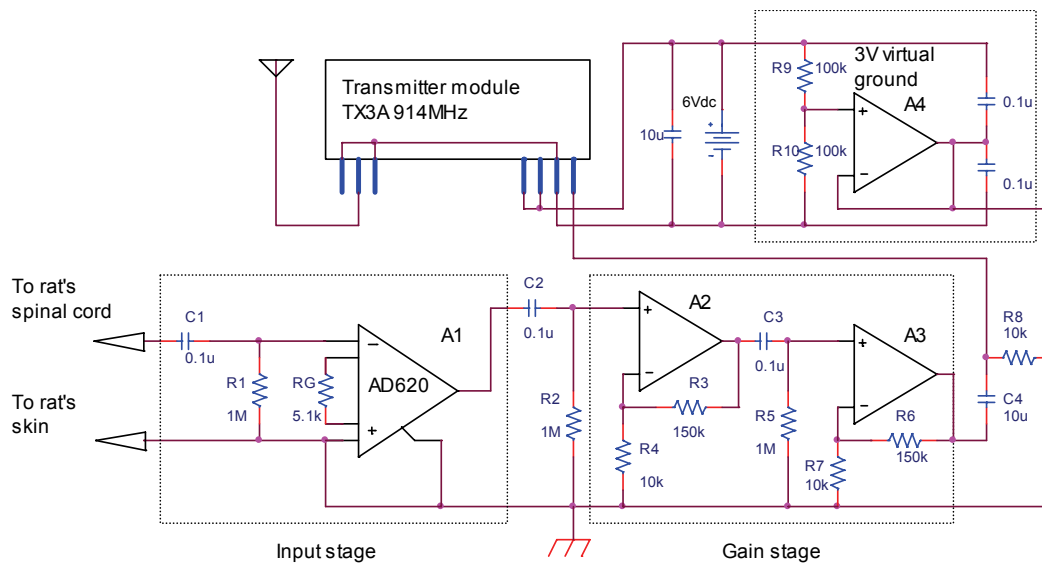 Transmitter module
TX3A 914MHz
10u
6Vdc
+
-
R9
100k
R10
100k
3V virtual
ground
A4
+
−
0.1u
0.1u
To rat's
spinal cord
C1
0.1u
R1
1M
RG
5.1k
−
AD620
+
A1
To rat's
skin
Input stage
C2
0.1u
R2
1M
A2
+
−
R3
150k
R4
10k
C3
0.1u
R5
1M
A3
+
−
R6
150k
R7
10k
R8
10k
C4
10u
Gain stage